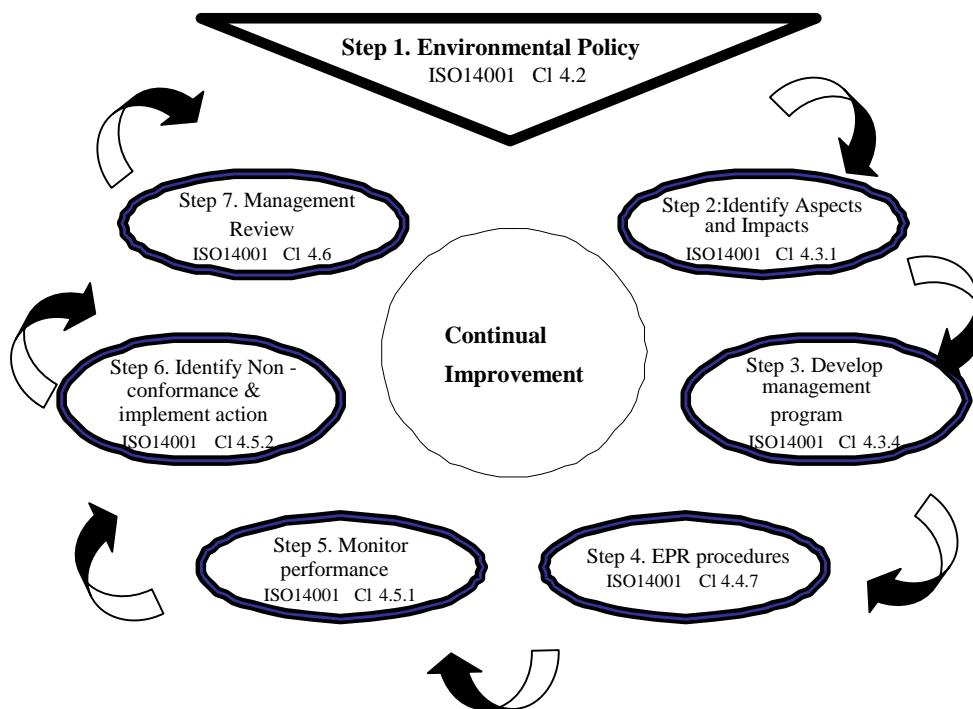 Step 1. Environmental Policy
ISO14001 Cl 4.2
Step 2:Identify Aspects
and Impacts
ISO14001 Cl 4.3.1
Step 3. Develop
management
program
ISO14001 Cl 4.3.4
Step 4. EPR procedures
ISO14001 Cl 4.4.7
Step 5. Monitor
performance
ISO14001 Cl 4.5.1
Step 6. Identify Non -
conformance &
implement action
ISO14001 Cl 4.5.2
Step 7. Management
Review
ISO14001 Cl 4.6
Continual
Improvement